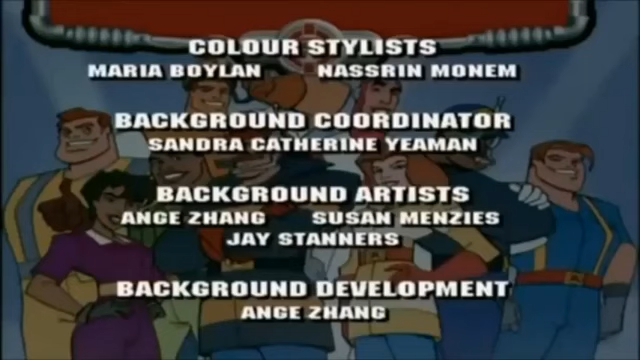 COLOUR STYLISTS
MARIA BOYLAN NASSRIN MONEM
BACKGROUND COORDINATOR
SANDRA CATHERINE YEAMAN
BACKGROUND ARTISTS
ANGE ZHANG SUSAN MENZIES
JAY STANNERS
BACKGROUND DEVELOPMENT
ANGE ZHANG